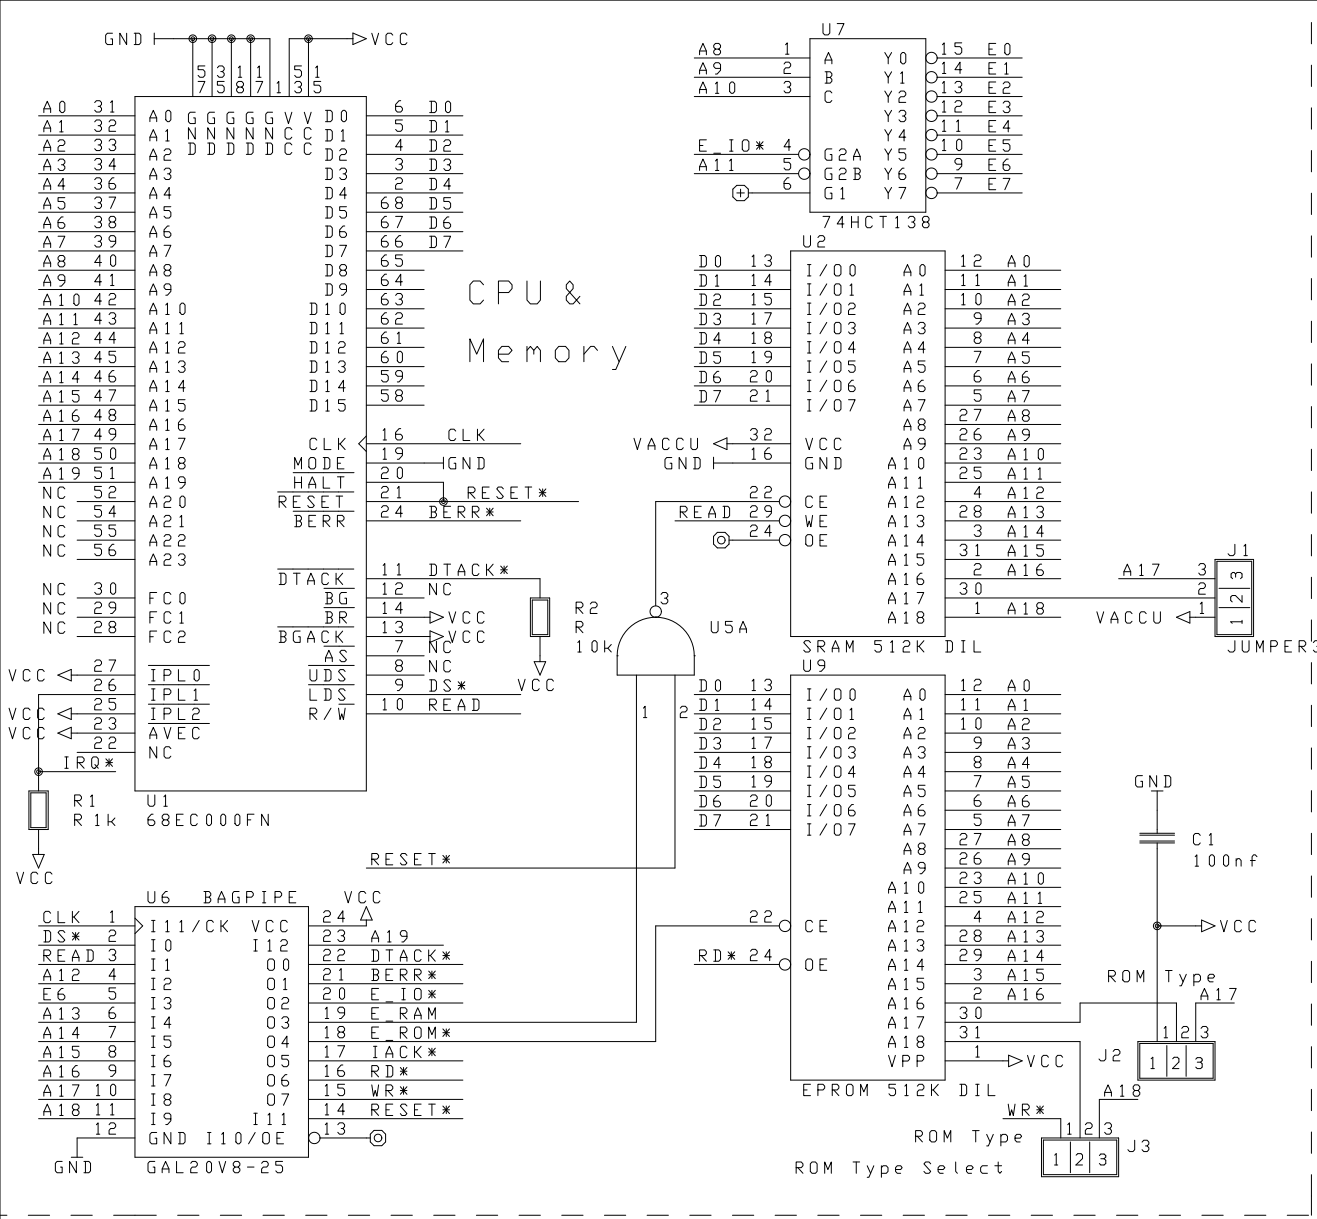 GND VCC
57 35 18 17 1 53 15
A0 31 A0 GND GND GND GND GND VCC VCC D0 6 D0
A1 32 A1 D1 5 D1
A2 33 A2 D2 4 D2
A3 34 A3 D3 3 D3
A4 36 A4 D4 2 D4
A5 37 A5 D5 68 D5
A6 38 A6 D6 67 D6
A7 39 A7 D7 66 D7
A8 40 A8 D8 65
A9 41 A9 D9 64
A10 42 A10 D10 63
A11 43 A11 D11 62
A12 44 A12 D12 61
A13 45 A13 D13 60
A14 46 A14 D14 59
A15 47 A15 D15 58
A16 48 A16
A17 49 A17 CLK 16 CLK
A18 50 A18 MODE 19 GND
A19 51 A19 HALT 20
NC 52 A20 RESET 21 RESET*
NC 54 A21 BERR 24 BERR*
NC 55 A22
NC 56 A23 DTACK 11 DTACK*
NC 30 FC0 BG 12 NC
NC 29 FC1 BR 14 VCC
NC 28 FC2 BGACK 13 VCC
AS 7 NC
VCC 27 IPL0 UDS 8 NC
26 IPL1 LDS 9 DS*
VCC 25 IPL2 R/W 10 READ
VCC 23 AVEC
22 NC
IRQ*
U1
68EC000FN
R1
R 1k
VCC
CPU &
Memory
R2
R
10k
VCC
3
U5A
1 2
RESET*
U6 BAGPIPE VCC
CLK 1 I11/CK VCC 24
DS* 2 I0 I12 23 A19
READ 3 I1 O0 22 DTACK*
A12 4 I2 O1 21 BERR*
E6 5 I3 O2 20 E_IO*
A13 6 I4 O3 19 E_RAM
A14 7 I5 O4 18 E_ROM*
A15 8 I6 O5 17 IACK*
A16 9 I7 O6 16 RD*
A17 10 I8 O7 15 WR*
A18 11 I9 I11 14 RESET*
12 GND I10/OE 13
GND
GAL20V8-25
U7
A8 1 A Y0 15 E0
A9 2 B Y1 14 E1
A10 3 C Y2 13 E2
Y3 12 E3
Y4 11 E4
E_IO* 4 G2A Y5 10 E5
A11 5 G2B Y6 9 E6
6 G1 Y7 7 E7
74HCT138
U2
D0 13 I/O0 A0 12 A0
D1 14 I/O1 A1 11 A1
D2 15 I/O2 A2 10 A2
D3 17 I/O3 A3 9 A3
D4 18 I/O4 A4 8 A4
D5 19 I/O5 A5 7 A5
D6 20 I/O6 A6 6 A6
D7 21 I/O7 A7 5 A7
A8 27 A8
VACCU 32 VCC A9 26 A9
GND 16 GND A10 23 A10
A11 25 A11
22 CE A12 4 A12
READ 29 WE A13 28 A13
24 OE A14 3 A14
A15 31 A15
A16 2 A16
A17 30
A18 1 A18
SRAM 512K DIL
J1
A17 3 3
2 2
VACCU 1 1
JUMPER3
U9
D0 13 I/O0 A0 12 A0
D1 14 I/O1 A1 11 A1
D2 15 I/O2 A2 10 A2
D3 17 I/O3 A3 9 A3
D4 18 I/O4 A4 8 A4
D5 19 I/O5 A5 7 A5
D6 20 I/O6 A6 6 A6
D7 21 I/O7 A7 5 A7
A8 27 A8
A9 26 A9
A10 23 A10
A11 25 A11
22 CE A12 4 A12
A13 28 A13
RD* 24 OE A14 29 A14
A15 3 A15
A16 2 A16
A17 30
A18 31
VPP 1 VCC
EPROM 512K DIL
GND
C1
100nf
VCC
ROM Type
A17
1 2 3
J2 1 2 3
A18
WR*
1 2 3
ROM Type J3
1 2 3
ROM Type Select